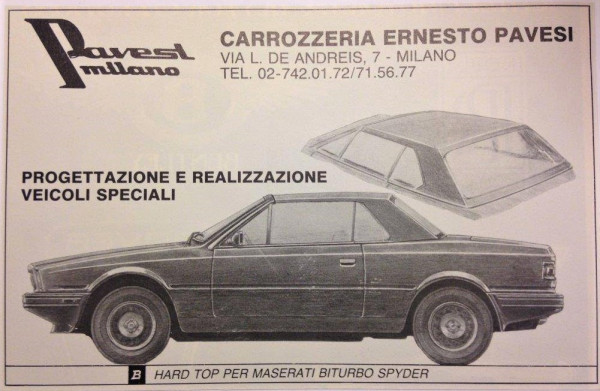 Pavesi
milano
CARROZZERIA ERNESTO PAVESI
VIA L. DE ANDREIS, 7 - MILANO
TEL. 02-742.01.72/71.56.77
PROGETTAZIONE E REALIZZAZIONE
VEICOLI SPECIALI
B HARD TOP PER MASERATI BITURBO SPYDER